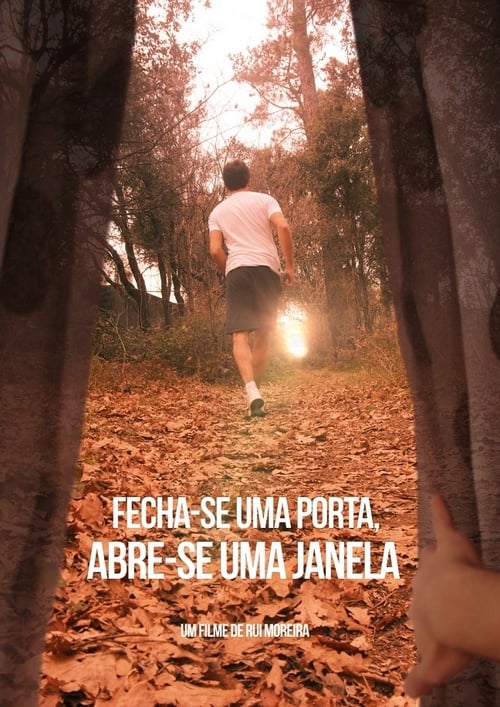 FECHA-SE UMA PORTA,
ABRE-SE UMA JANELA
UM FILME DE RUI MOREIRA